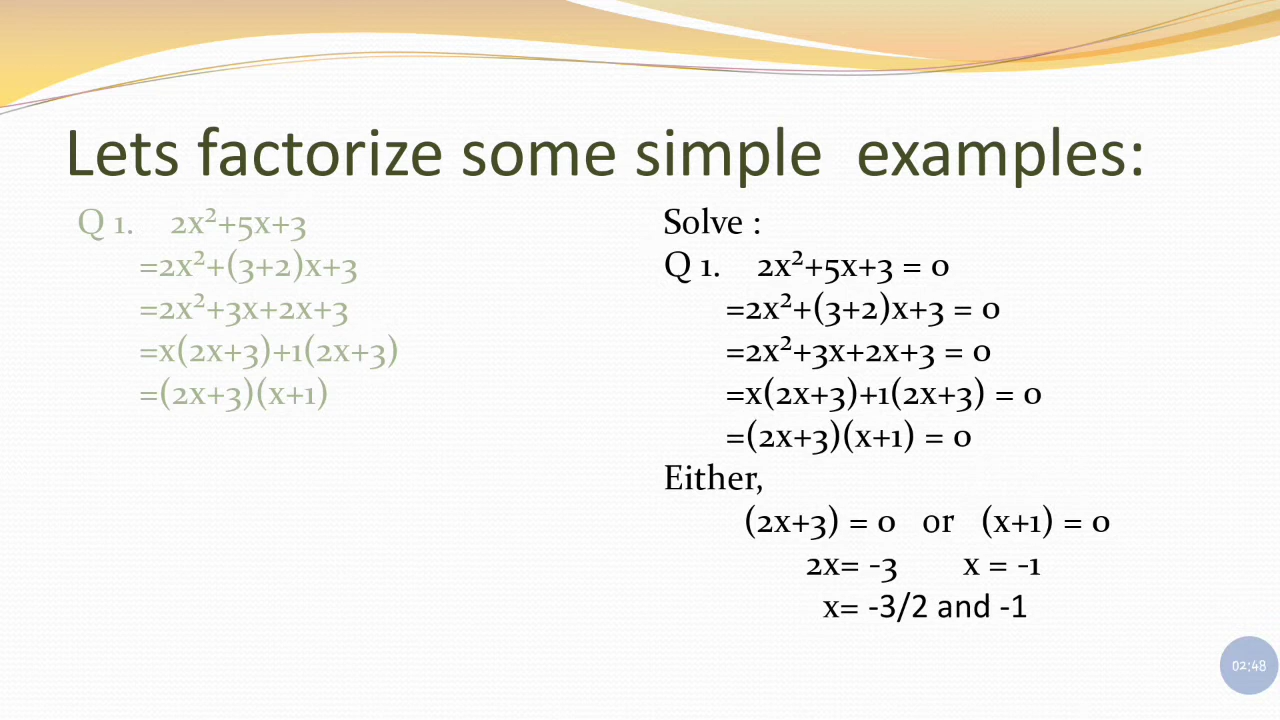 Lets factorize some simple  examples:
Q 1.    2x²+5x+3
=2x²+(3+2)x+3
=2x²+3x+2x+3
=x(2x+3)+1(2x+3)
=(2x+3)(x+1)
Solve :
Q 1.    2x²+5x+3 = 0
=2x²+(3+2)x+3 = 0
=2x²+3x+2x+3 = 0
=x(2x+3)+1(2x+3) = 0
=(2x+3)(x+1) = 0
Either,
(2x+3) = 0   or   (x+1) = 0
2x= -3        x = -1
x= -3/2 and -1
02:48